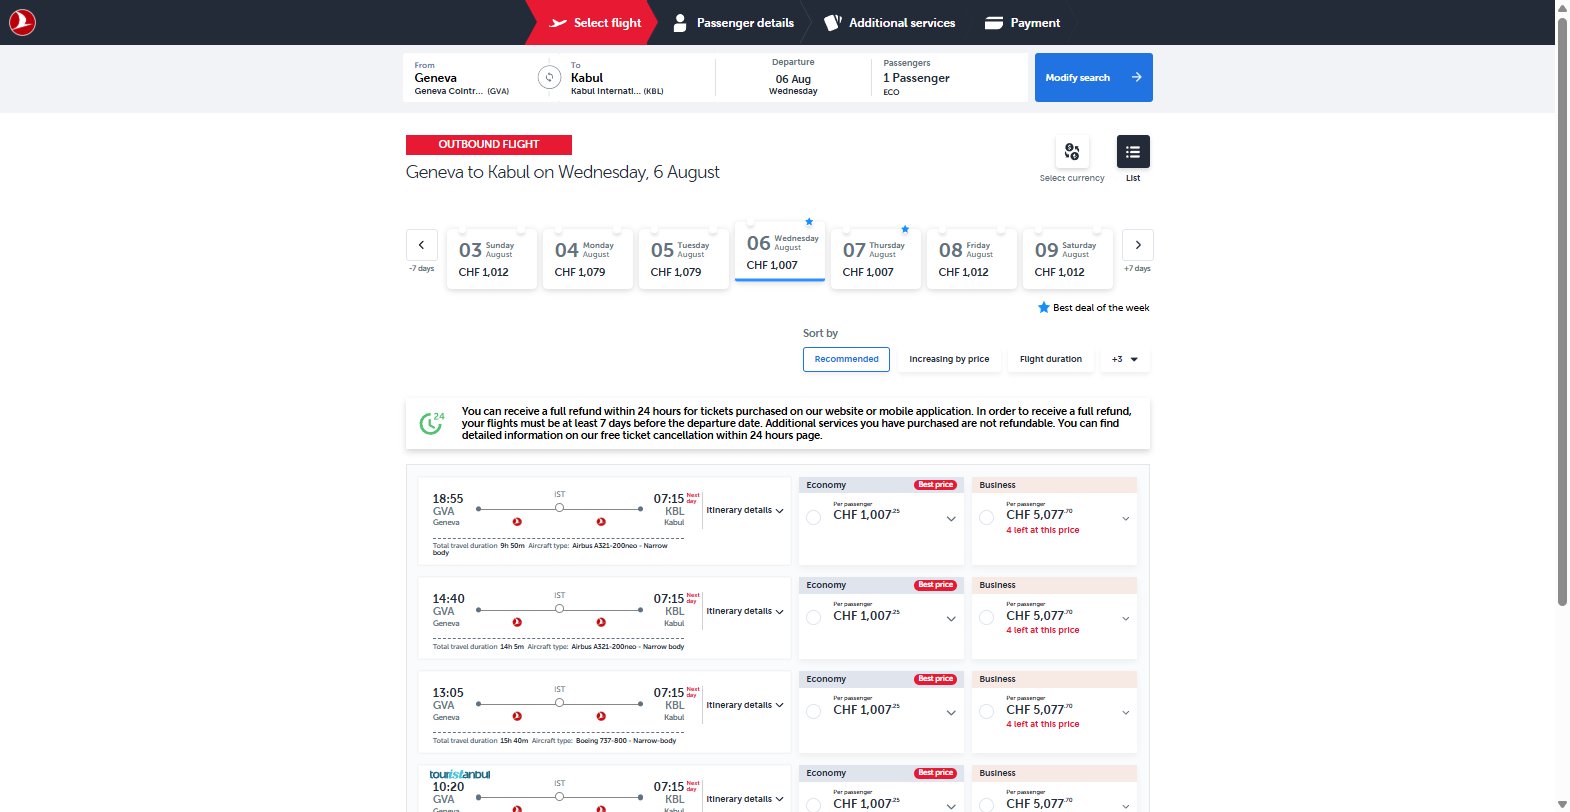 Select flight
Passenger details
Additional services
Payment
From
Geneva
Geneva Cointr... (GVA)
To
Kabul
Kabul Internati... (KBL)
Departure
06 Aug
Wednesday
Passengers
1 Passenger
ECO
Modify search
OUTBOUND FLIGHT
Geneva to Kabul on Wednesday, 6 August
Select currency
List
-7 days
03 Sunday August
CHF 1,012
04 Monday August
CHF 1,079
05 Tuesday August
CHF 1,079
06 Wednesday August
CHF 1,007
07 Thursday August
CHF 1,007
08 Friday August
CHF 1,012
09 Saturday August
CHF 1,012
+7 days
Best deal of the week
Sort by
Recommended
Increasing by price
Flight duration
+3
24
You can receive a full refund within 24 hours for tickets purchased on our website or mobile application. In order to receive a full refund,
your flights must be at least 7 days before the departure date. Additional services you have purchased are not refundable. You can find
detailed information on our free ticket cancellation within 24 hours page.
18:55
GVA
Geneva
IST
07:15 Next day
KBL
Kabul
Itinerary details
Total travel duration 9h 50m Aircraft type: Airbus A321-200neo - Narrow
body
Economy
Best price
Per passenger
CHF 1,007.25
Business
Per passenger
CHF 5,077.70
4 left at this price
14:40
GVA
Geneva
IST
07:15 Next day
KBL
Kabul
Itinerary details
Total travel duration 14h 5m Aircraft type: Airbus A321-200neo - Narrow body
Economy
Best price
Per passenger
CHF 1,007.25
Business
Per passenger
CHF 5,077.70
4 left at this price
13:05
GVA
Geneva
IST
07:15 Next day
KBL
Kabul
Itinerary details
Total travel duration 15h 40m Aircraft type: Boeing 737-800 - Narrow-body
Economy
Best price
Per passenger
CHF 1,007.25
Business
Per passenger
CHF 5,077.70
4 left at this price
touristanbul
10:20
GVA
Geneva
IST
07:15 Next day
KBL
Kabul
Itinerary details
Economy
Best price
Per passenger
CHF 1,007.25
Business
Per passenger
CHF 5,077.70